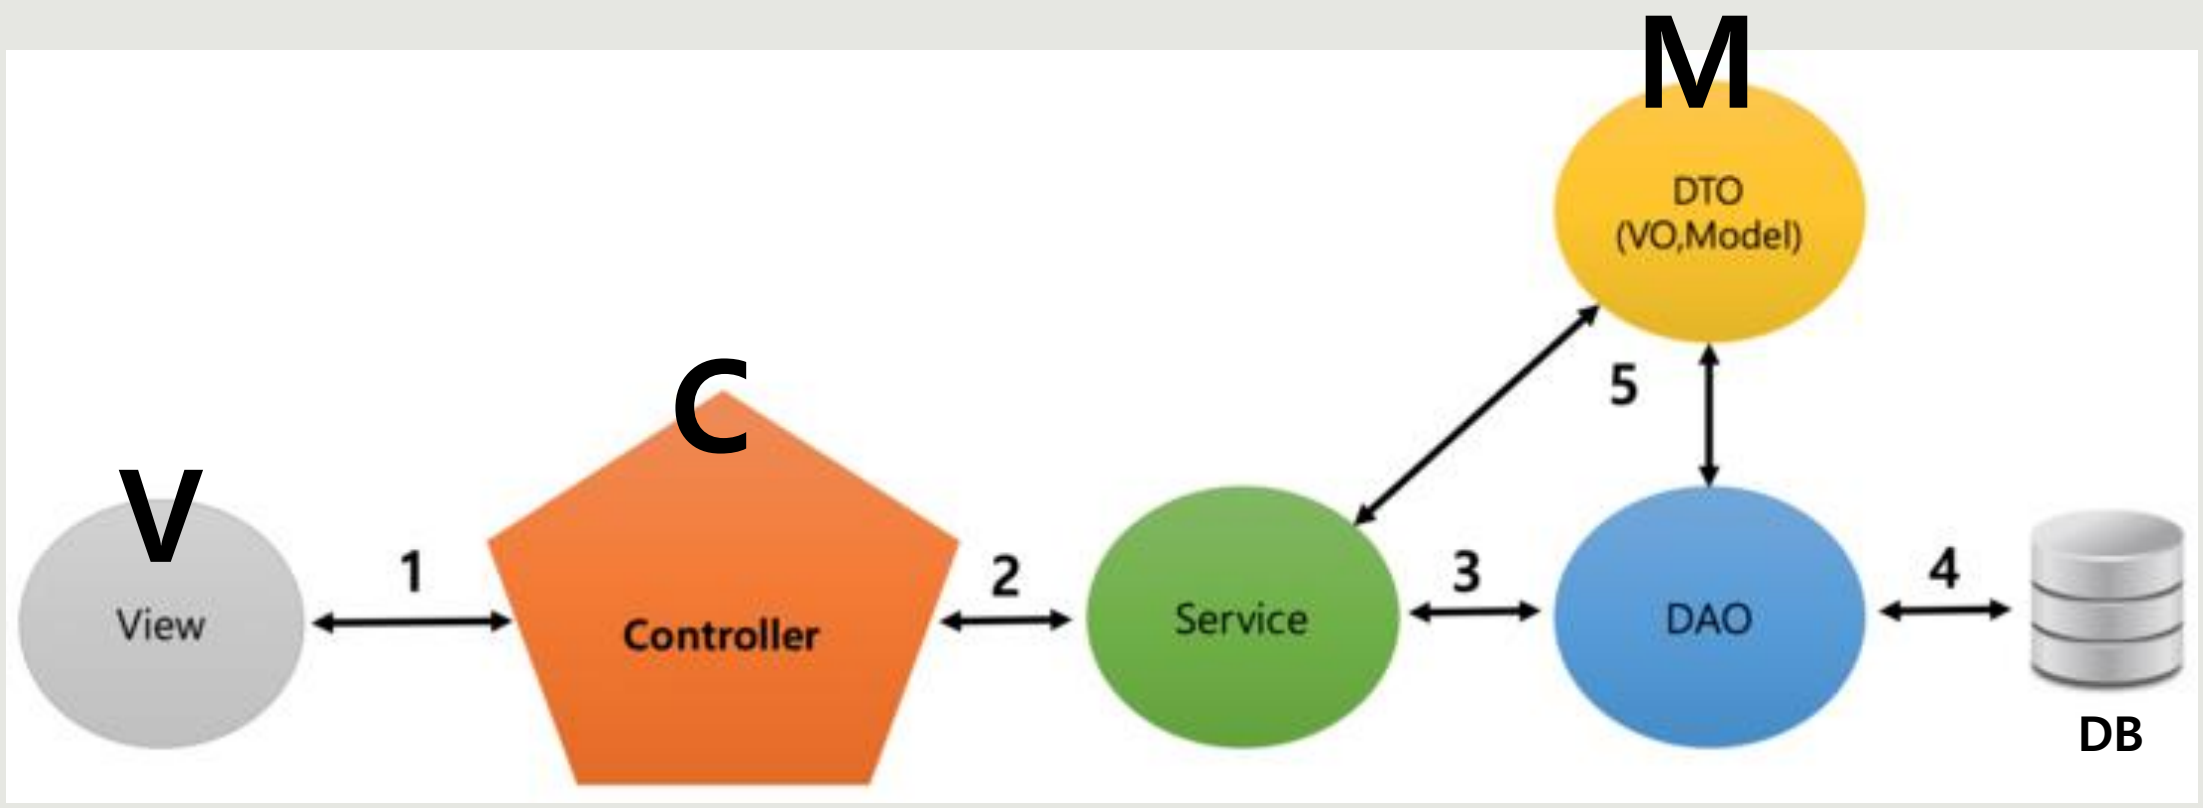 M
DTO
(VO,Model)
C
5
V
1
2
3
4
View
Controller
Service
DAO
DB